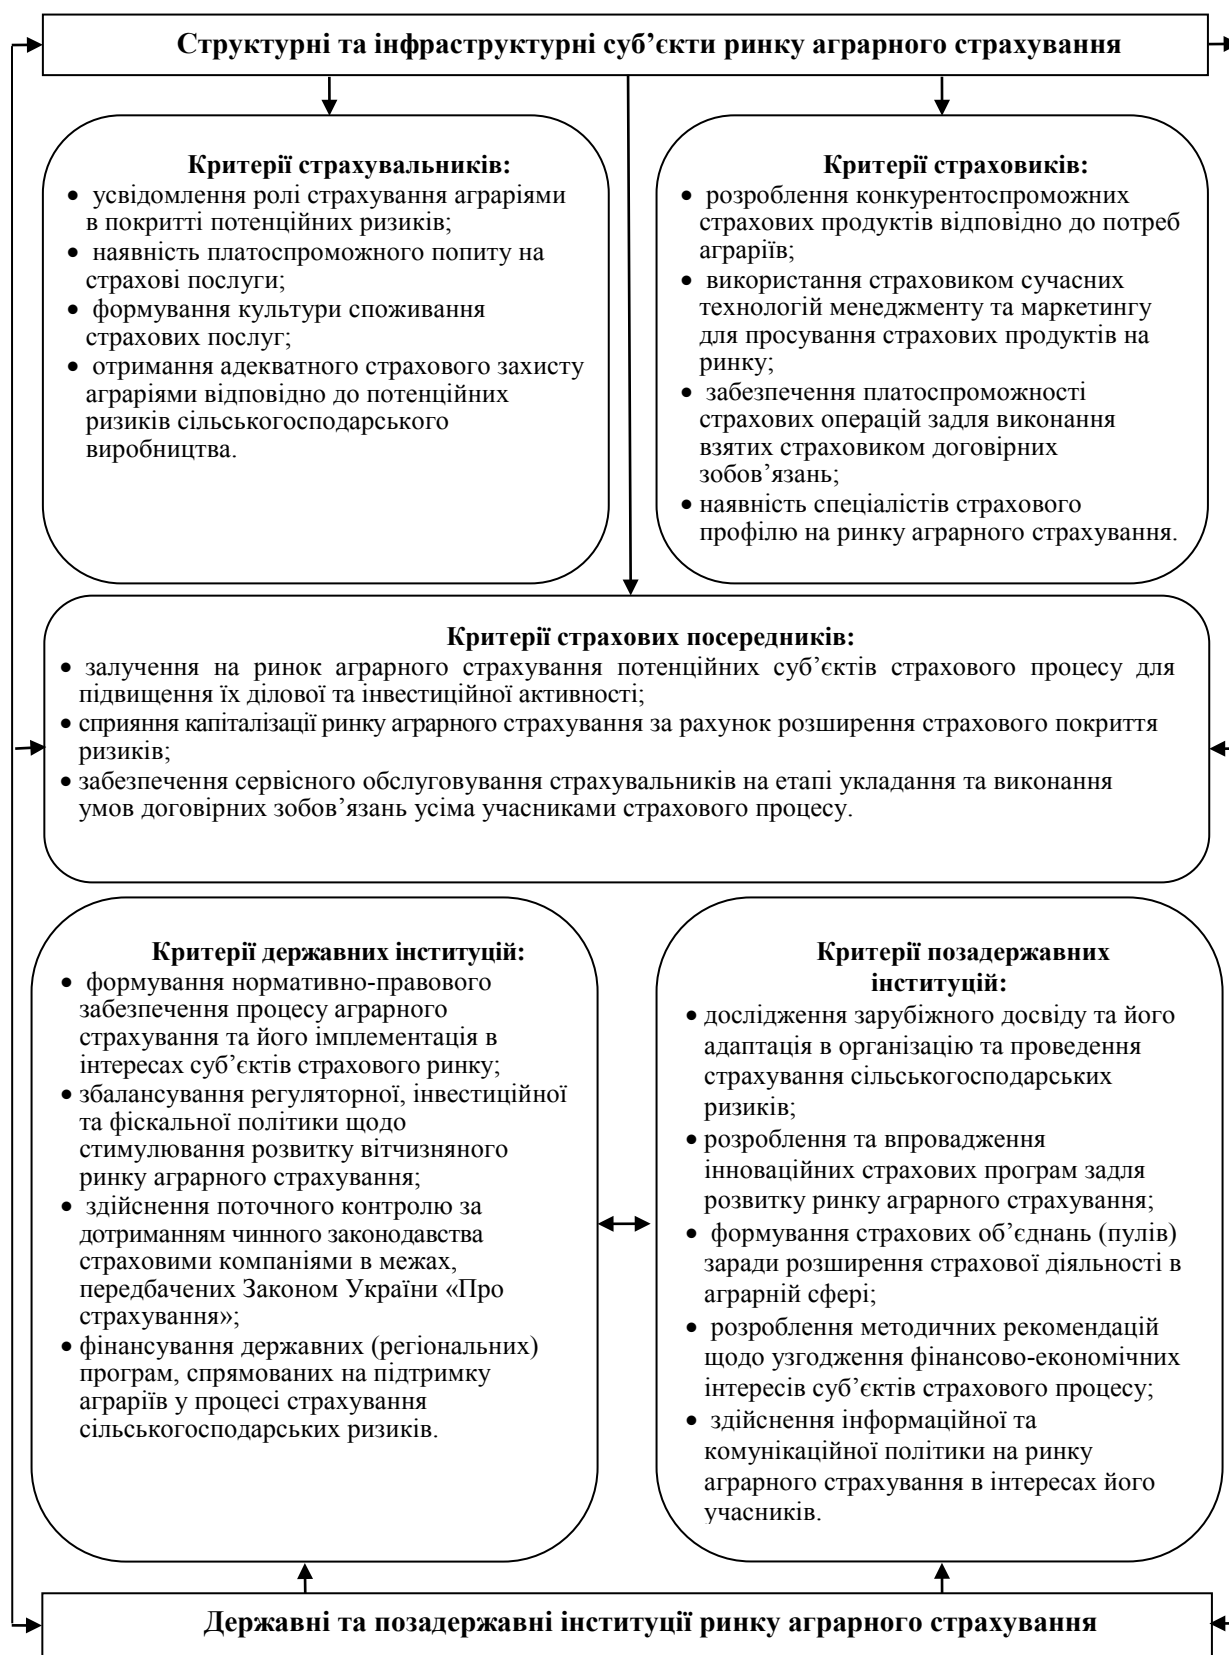 Структурні та інфраструктурні суб’єкти ринку аграрного страхування
Критерії страхувальників:
• усвідомлення ролі страхування аграріями
в покритті потенційних ризиків;
• наявність платоспроможного попиту на
страхові послуги;
• формування культури споживання
страхових послуг;
• отримання адекватного страхового захисту
аграріями відповідно до потенційних
ризиків сільськогосподарського
виробництва.
Критерії страховиків:
• розроблення конкурентоспроможних
страхових продуктів відповідно до потреб
аграріїв;
• використання страховиком сучасних
технологій менеджменту та маркетингу
для просування страхових продуктів на
ринку;
• забезпечення платоспроможності
страхових операцій задля виконання
взятих страховиком договірних
зобов’язань;
• наявність спеціалістів страхового
профілю на ринку аграрного страхування.
Критерії страхових посередників:
• залучення на ринок аграрного страхування потенційних суб’єктів страхового процесу для
підвищення їх ділової та інвестиційної активності;
• сприяння капіталізації ринку аграрного страхування за рахунок розширення страхового покриття
ризиків;
• забезпечення сервісного обслуговування страхувальників на етапі укладання та виконання
умов договірних зобов’язань усіма учасниками страхового процесу.
Критерії державних інституцій:
• формування нормативно-правового
забезпечення процесу аграрного
страхування та його імплементація в
інтересах суб’єктів страхового ринку;
• збалансування регуляторної, інвестиційної
та фіскальної політики щодо
стимулювання розвитку вітчизняного
ринку аграрного страхування;
• здійснення поточного контролю за
дотриманням чинного законодавства
страховими компаніями в межах,
передбачених Законом України «Про
страхування»;
• фінансування державних (регіональних)
програм, спрямованих на підтримку
аграріїв у процесі страхування
сільськогосподарських ризиків.
Критерії позадержавних
інституцій:
• дослідження зарубіжного досвіду та його
адаптація в організацію та проведення
страхування сільськогосподарських
ризиків;
• розроблення та впровадження
інноваційних страхових програм задля
розвитку ринку аграрного страхування;
• формування страхових об’єднань (пулів)
заради розширення страхової діяльності в
аграрній сфері;
• розроблення методичних рекомендацій
щодо узгодження фінансово-економічних
інтересів суб’єктів страхового процесу;
• здійснення інформаційної та
комунікаційної політики на ринку
аграрного страхування в інтересах його
учасників.
Державні та позадержавні інституції ринку аграрного страхування